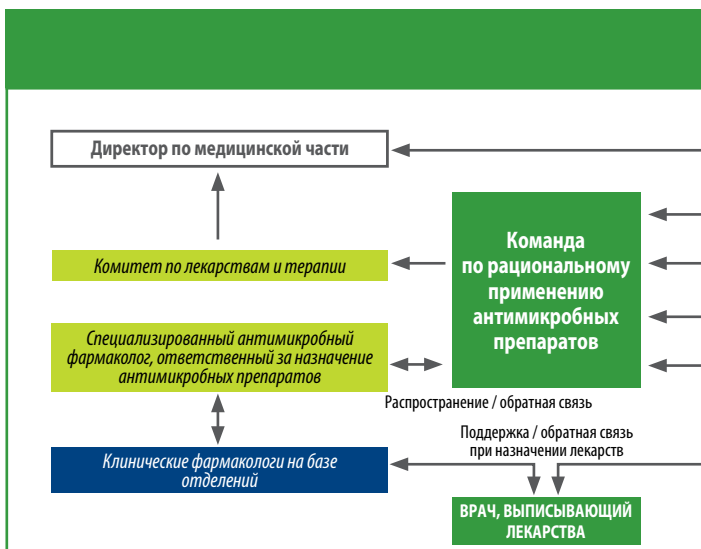 Директор по медицинской части
Команда
по рациональному
применению
антимикробных
препаратов
Комитет по лекарствам и терапии
Специализированный антимикробный
фармаколог, ответственный за назначение
антимикробных препаратов
Распространение / обратная связь
Поддержка / обратная связь
при назначении лекарств
Клинические фармакологи на базе
отделений
ВРАЧ, ВЫПИСЫВАЮЩИЙ
ЛЕКАРСТВА